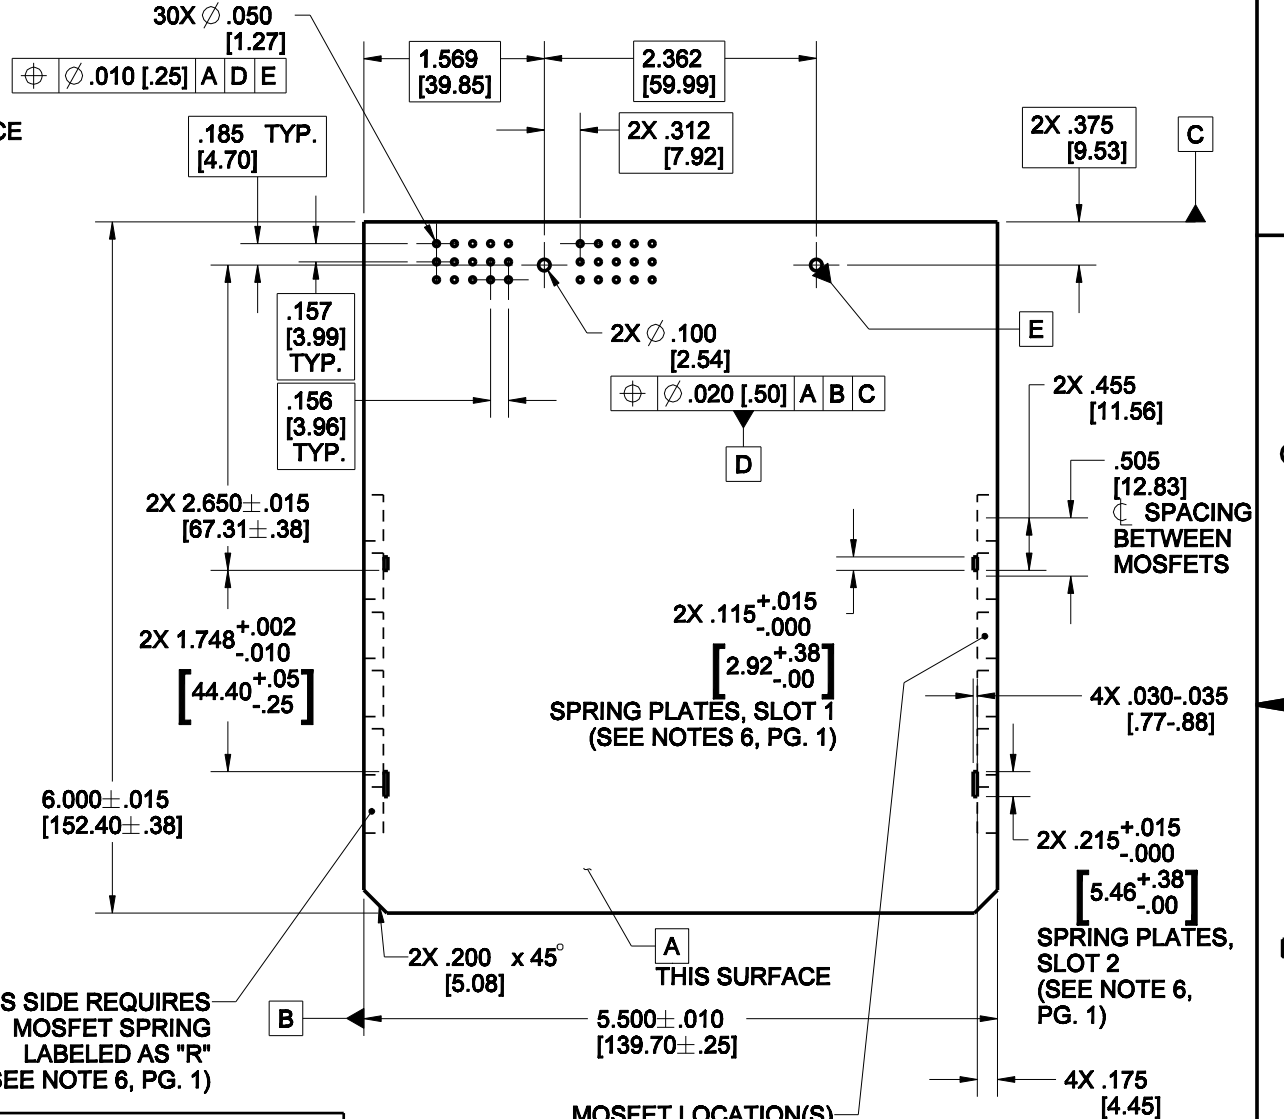 30X ∅ .050
[1.27]
⌖ ∅ .010 [.25] A D E
1.569
[39.85]
2.362
[59.99]
2X .312
[7.92]
.185 TYP.
[4.70]
2X .375
[9.53]
C
.157
[3.99]
TYP.
.156
[3.96]
TYP.
2X ∅ .100
[2.54]
⌖ ∅ .020 [.50] A B C
D
E
2X .455
[11.56]
.505
[12.83]
℄ SPACING
BETWEEN
MOSFETS
2X 2.650±.015
[67.31±.38]
2X 1.748 +.002
-.010
[44.40 +.05
-.25]
2X .115 +.015
-.000
[2.92 +.38
-.00]
SPRING PLATES, SLOT 1
(SEE NOTES 6, PG. 1)
4X .030-.035
[.77-.88]
6.000±.015
[152.40±.38]
2X .215 +.015
-.000
[5.46 +.38
-.00]
SPRING PLATES,
SLOT 2
(SEE NOTE 6,
PG. 1)
2X .200 x 45°
[5.08]
A
THIS SURFACE
S SIDE REQUIRES
MOSFET SPRING
LABELED AS "R"
SEE NOTE 6, PG. 1)
B
5.500±.010
[139.70±.25]
4X .175
[4.45]
MOSFET LOCATION(S)